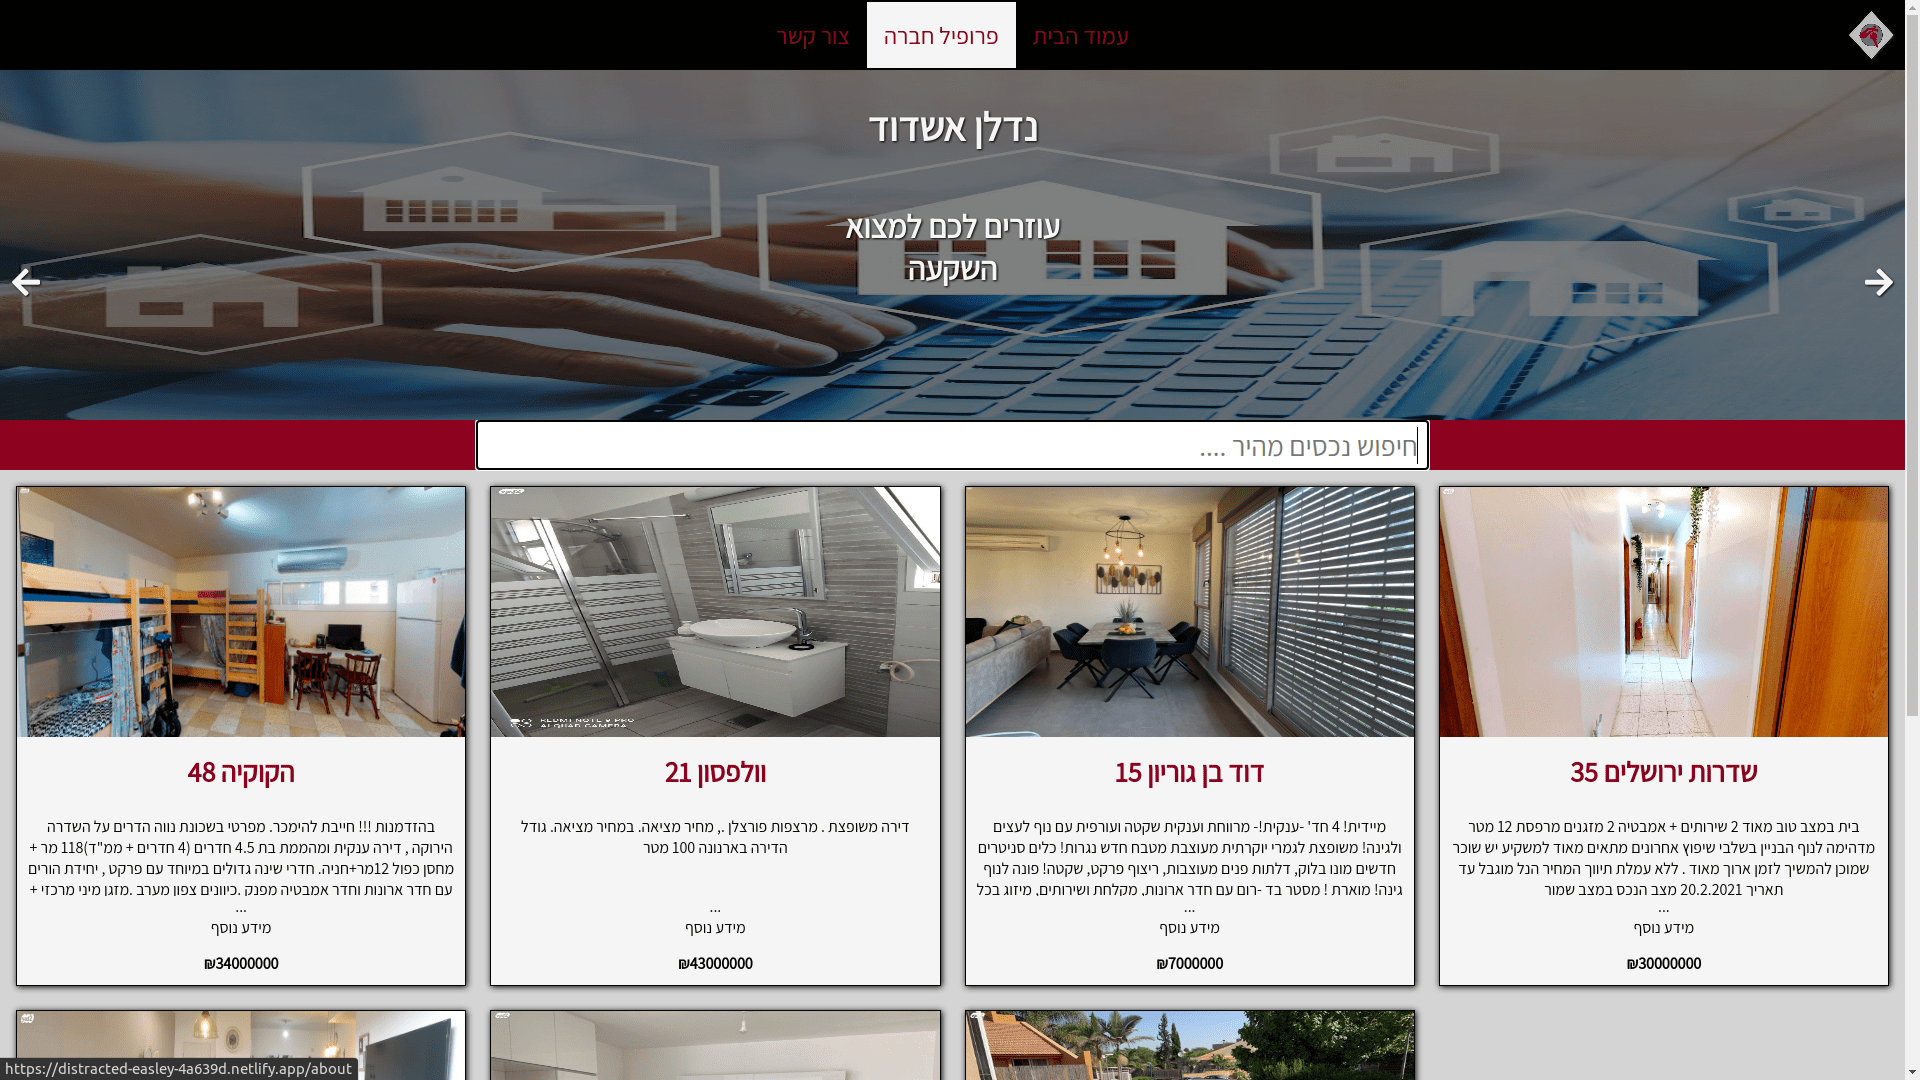 עמוד הבית
פרופיל חברה
צור קשר
נדלן אשדוד
עוזרים לכם למצוא
השקעה
חיפוש נכסים מהיר ....
שדרות ירושלים 35
בית במצב טוב מאוד 2 שירותים + אמבטיה 2 מזגנים מרפסת 12 מטר
מדהימה לנוף הבניין בשלבי שיפוץ אחרונים מתאים מאוד למשקיע יש שוכר
שמוכן להמשיך לזמן ארוך מאוד . ללא עמלת תיווך המחיר הנל מוגבל עד
תאריך 20.2.2021 מצב הנכס במצב שמור
...
מידע נוסף
₪30000000
דוד בן גוריון 15
מיידית! 4 חד' -ענקית!- מרווחת וענקית שקטה ועורפית עם נוף לעצים
ולגינה! משופצת לגמרי יוקרתית מעוצבת מטבח חדש נגרות! כלים סניטרים
חדשים מונו בלוק, דלתות פנים מעוצבות, ריצוף פרקט, שקטה! פונה לנוף
גינה! מוארת ! מסטר בד -רום עם חדר ארונות, מקלחת ושירותים, מיזוג בכל
...
מידע נוסף
₪7000000
וולפסון 21
דירה משופצת . מרצפות פורצלן ., מחיר מציאה. במחיר מציאה. גודל
הדירה בארנונה 100 מטר
...
מידע נוסף
₪43000000
הקוקיה 48
בהזדמנות !!! חייבת להימכר. מפרטי בשכונת נווה הדרים על השדרה
הירוקה , דירה ענקית ומהממת בת 4.5 חדרים (4 חדרים + ממ"ד)118 מר +
מחסן כפול 12מר+חניה. חדרי שינה גדולים במיוחד עם פרקט , יחידת הורים
עם חדר ארונות וחדר אמבטיה מפנק .כיוונים צפון מערב .מזגן מיני מרכזי +
...
מידע נוסף
₪34000000
https://distracted-easley-4a639d.netlify.app/about